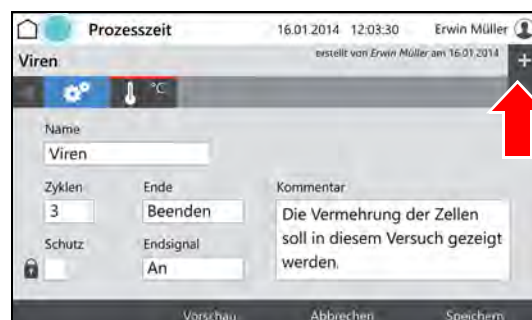 Prozesszeit 16.01.2014 12:03:30 Erwin Müller
Viren erstellt von Erwin Müller am 16.01.2014 +
°C
Name
Viren
Zyklen Ende Kommentar
3 Beenden Die Vermehrung der Zellen
soll in diesem Versuch gezeigt
werden.
Schutz Endsignal
An
Vorschau Abbrechen Speichern